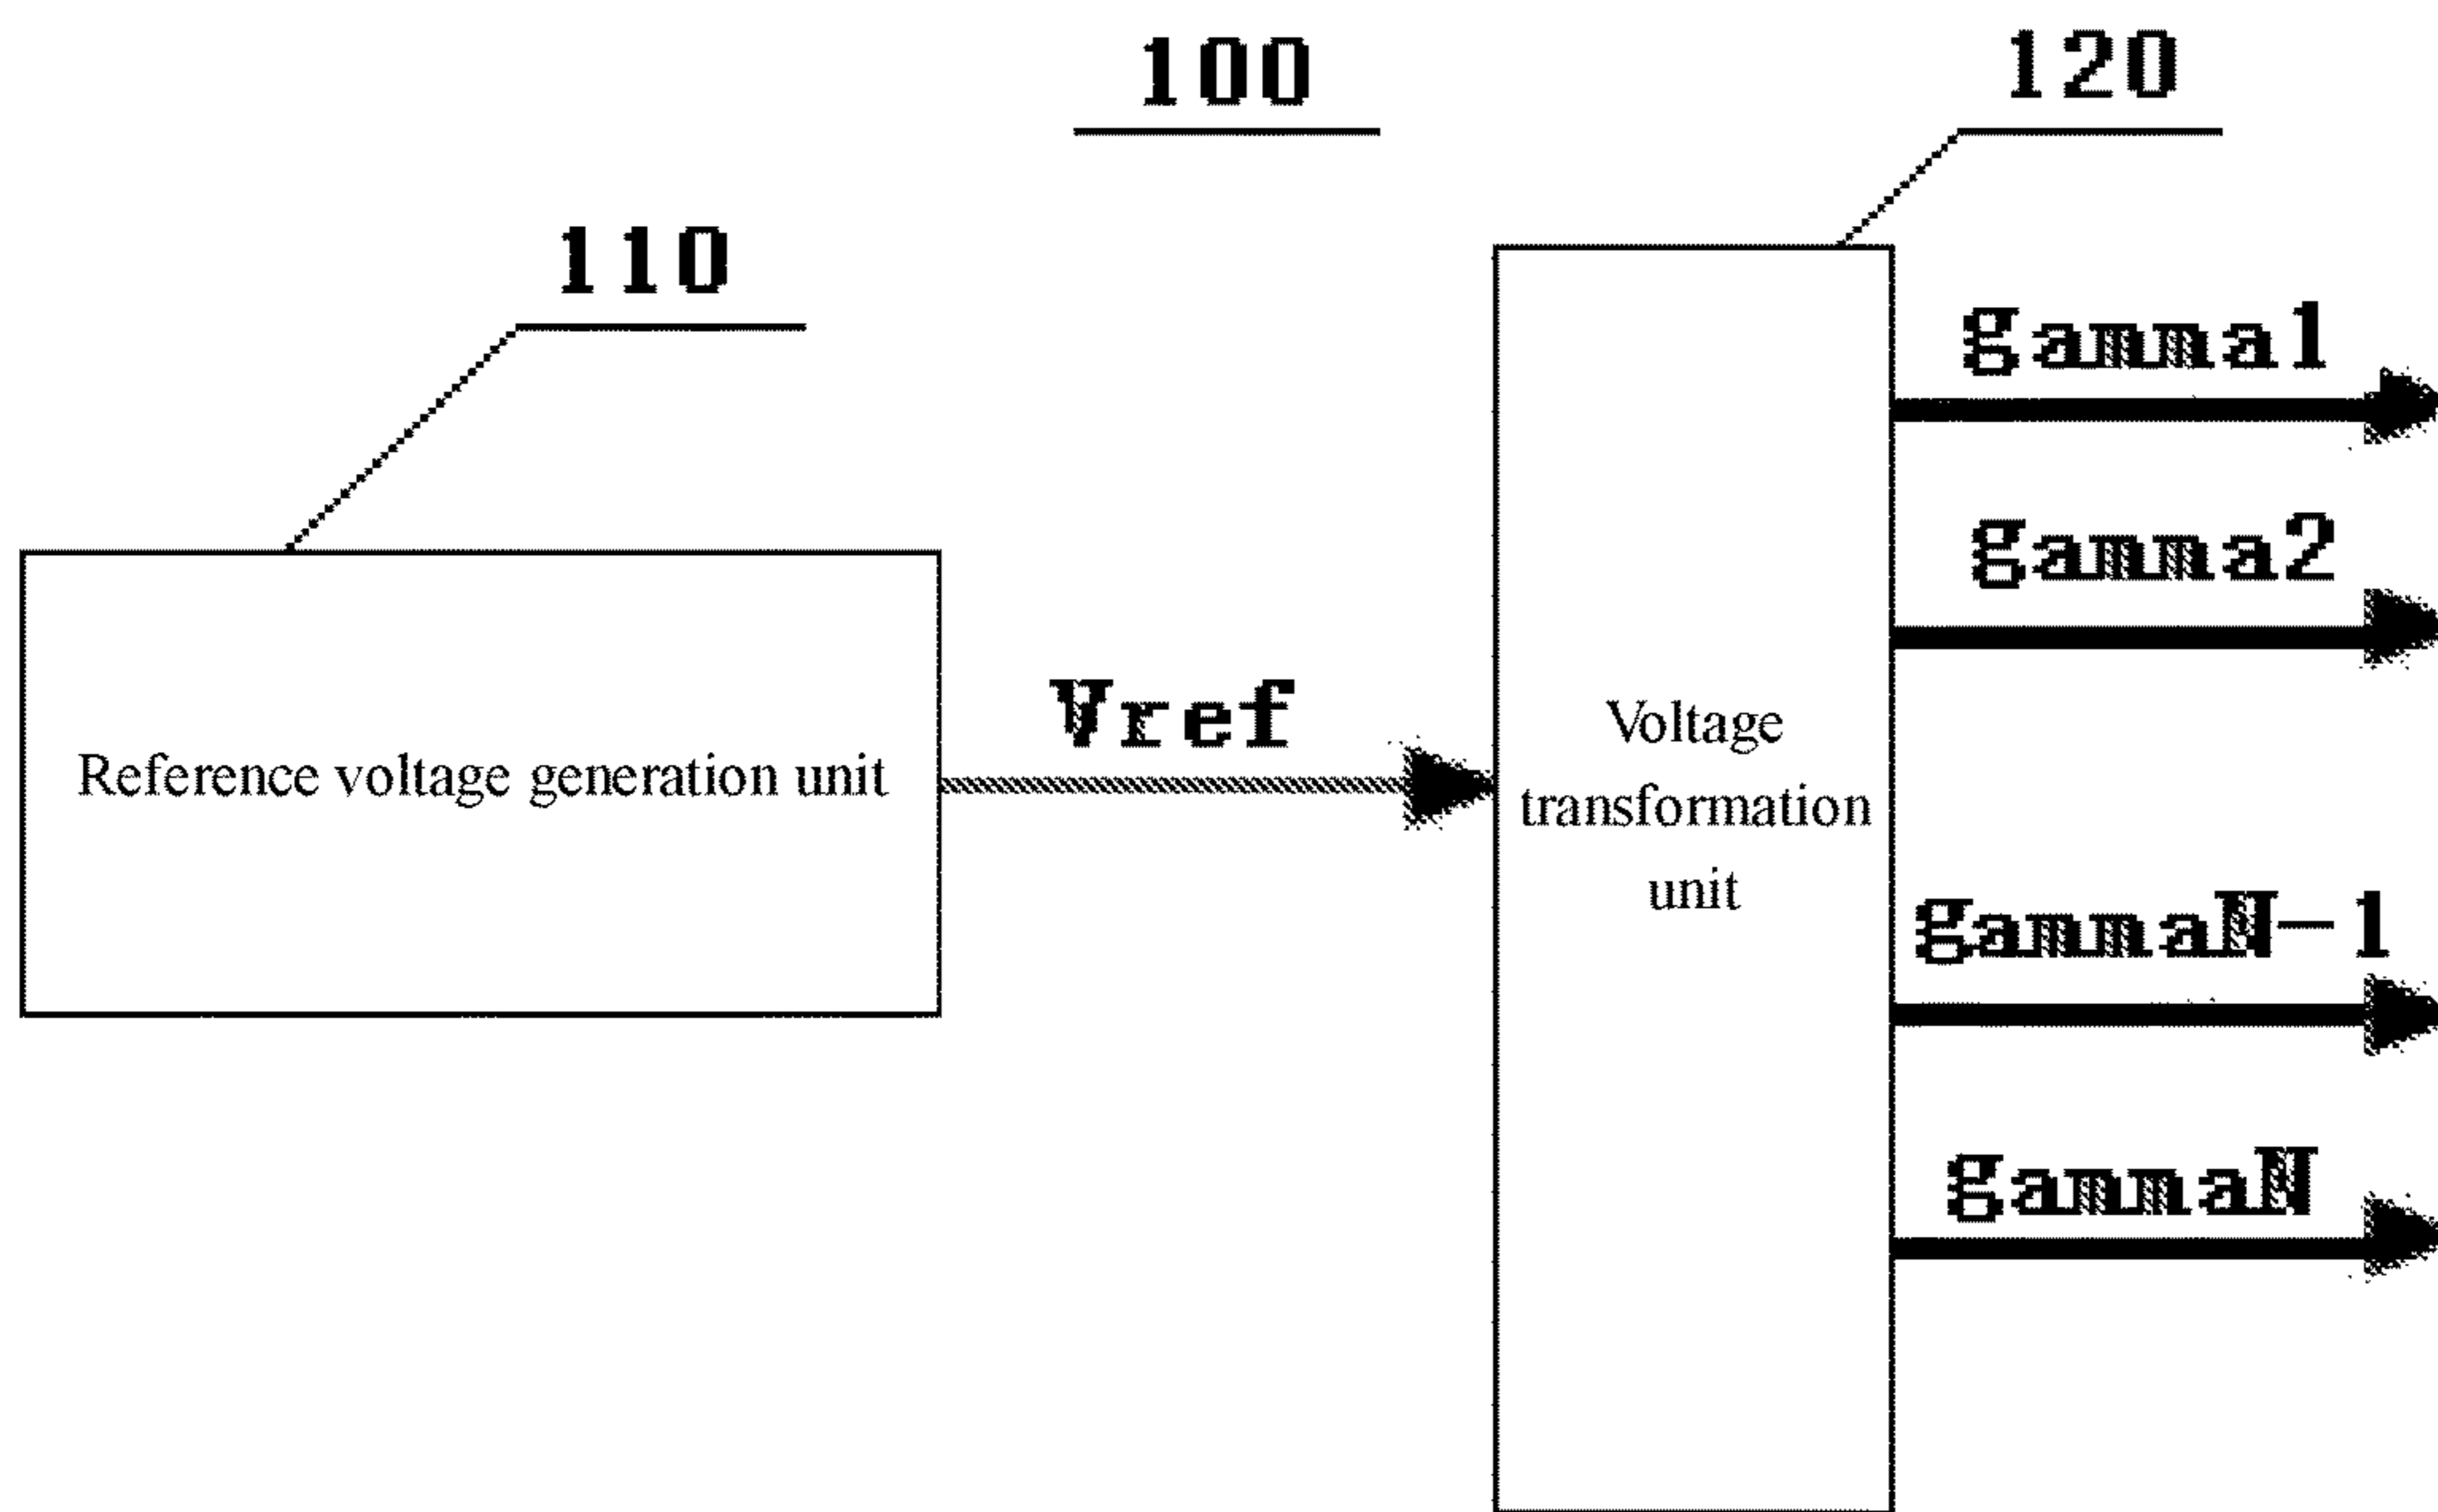 100
120
110
gamma1
gamma2
Vref
Reference voltage generation unit
Voltage
transformation
unit
gammaN-1
gammaN